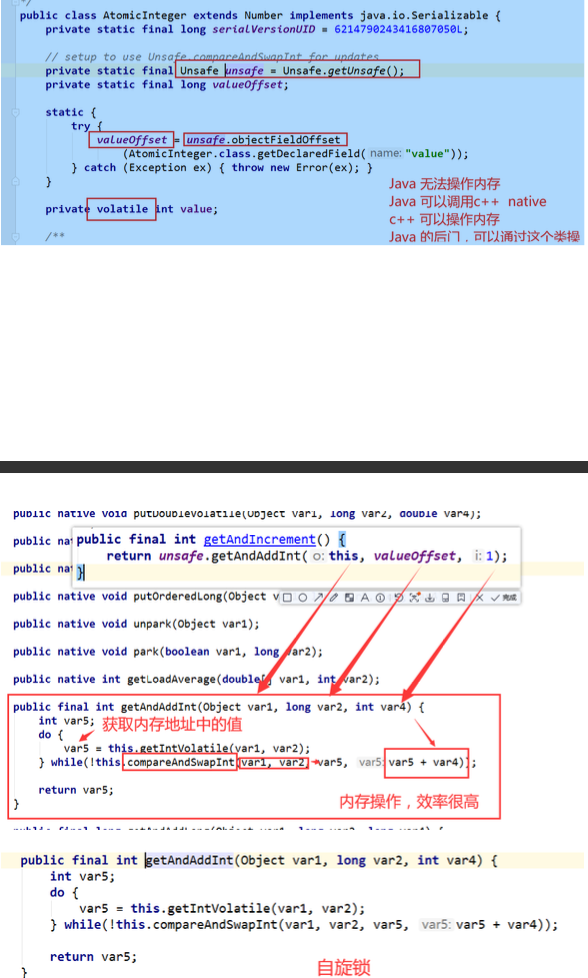 */
public class AtomicInteger extends Number implements java.io.Serializable {
private static final long serialVersionUID = 6214790243416807050L;
// setup to use Unsafe.compareAndSwapInt for updates
private static final Unsafe unsafe = Unsafe.getUnsafe();
private static final long valueOffset;
static {
try {
valueOffset = unsafe.objectFieldOffset
(AtomicInteger.class.getDeclaredField( name: "value"));
} catch (Exception ex) { throw new Error(ex); }
}
Java 无法操作内存
Java 可以调用c++ native
private volatile int value;
c++ 可以操作内存
/**
Java 的后门，可以通过这个类操
public native void putDoubleVolatile(Object var1, long var2, double var4);
public na
public final int getAndIncrement() {
return unsafe.getAndAddInt( o: this, valueOffset, i: 1);
public na
}
public native void putOrderedLong(Object v
完成
public native void unpark(Object var1);
public native void park(boolean var1, long var2);
public native int getLoadAverage(double[] var1, int var2);
public final int getAndAddInt(Object var1, long var2, int var4) {
int var5;
获取内存地址中的值
do {
var5 = this.getIntVolatile(var1, var2);
} while(!this.compareAndSwapInt(var1, var2, var5, var5: var5 + var4));
return var5;
内存操作，效率很高
}
public final long getAndAddLong(Object var1, long var2, long var4) {
public final int getAndAddInt(Object var1, long var2, int var4) {
int var5;
do {
var5 = this.getIntVolatile(var1, var2);
} while(!this.compareAndSwapInt(var1, var2, var5, var5: var5 + var4));
return var5;
自旋锁
}